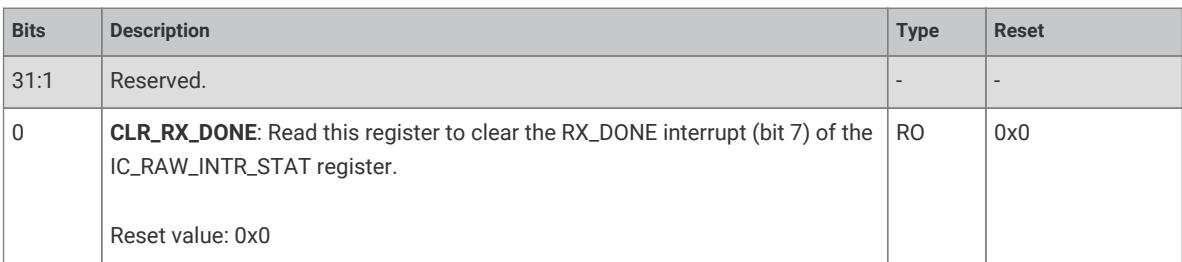 Bits Description Type Reset
31:1 Reserved. - -
0 CLR_RX_DONE: Read this register to clear the RX_DONE interrupt (bit 7) of the RO 0x0
IC_RAW_INTR_STAT register.
Reset value: 0x0